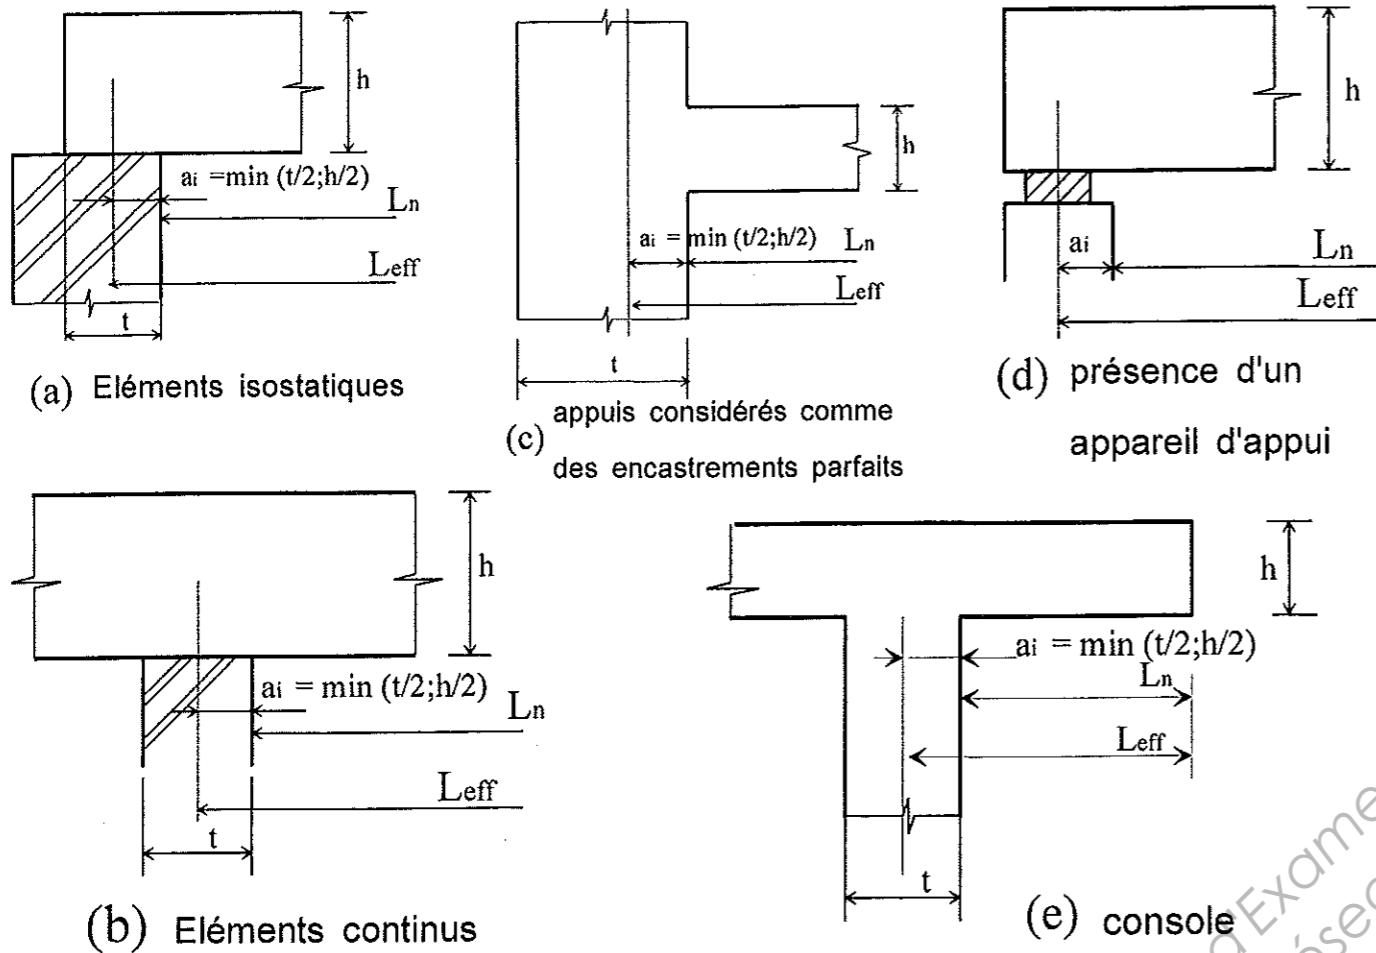 h
ai =min (t/2;h/2)
Ln
Leff
t
(a) Eléments isostatiques
h
ai = min (t/2;h/2)
Ln
Leff
t
(c) appuis considérés comme
des encastrements parfaits
h
ai
Ln
Leff
(d) présence d'un
appareil d'appui
h
ai = min (t/2;h/2)
Ln
Leff
t
(b) Eléments continus
h
ai = min (t/2;h/2)
Ln
Leff
t
(e) console